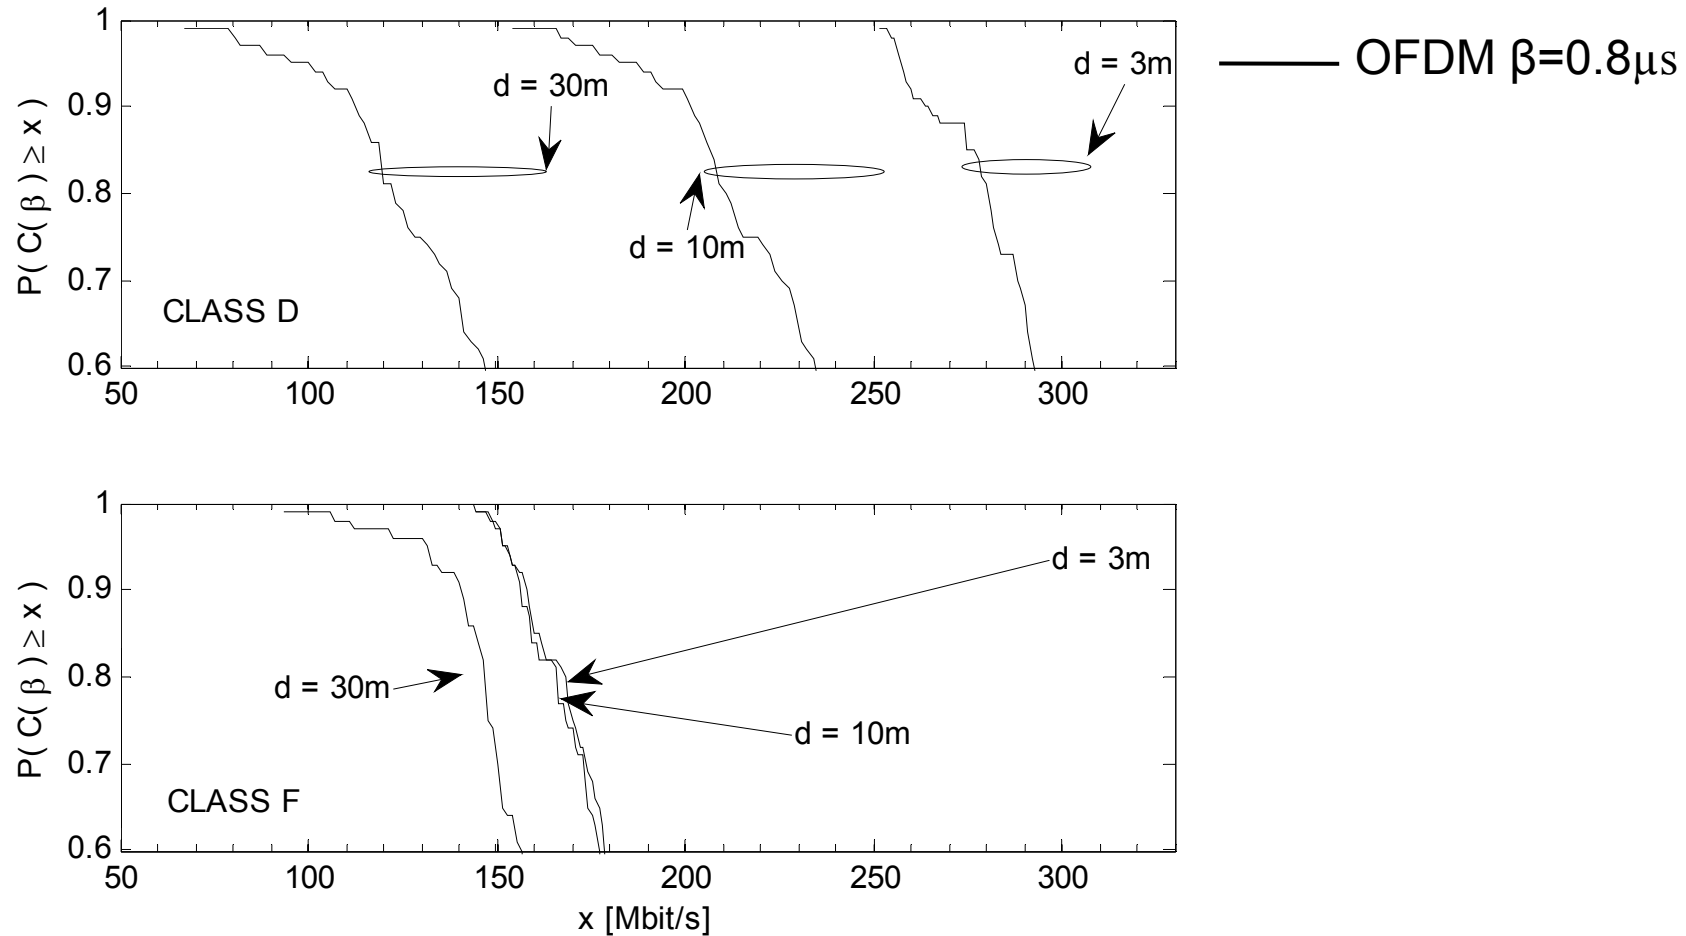 1
0.9
0.8
0.7
0.6
P( C( β ) ≥ x )
d = 30m
d = 10m
d = 3m
CLASS D
50 100 150 200 250 300
OFDM β=0.8μs
1
0.9
0.8
0.7
0.6
P( C( β ) ≥ x )
d = 3m
d = 30m
d = 10m
CLASS F
50 100 150 200 250 300
x [Mbit/s]